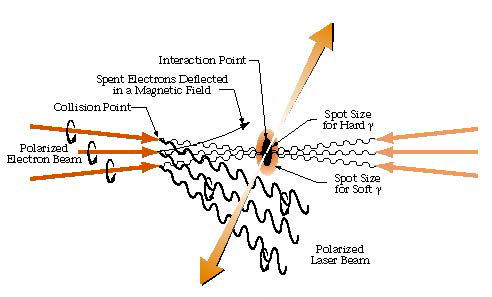 Interaction Point
Spent Electrons Deflected
in a Magnetic Field
Collision Point
Spot Size
for Hard γ
Polarized
Electron Beam
Spot Size
for Soft γ
Polarized
Laser Beam